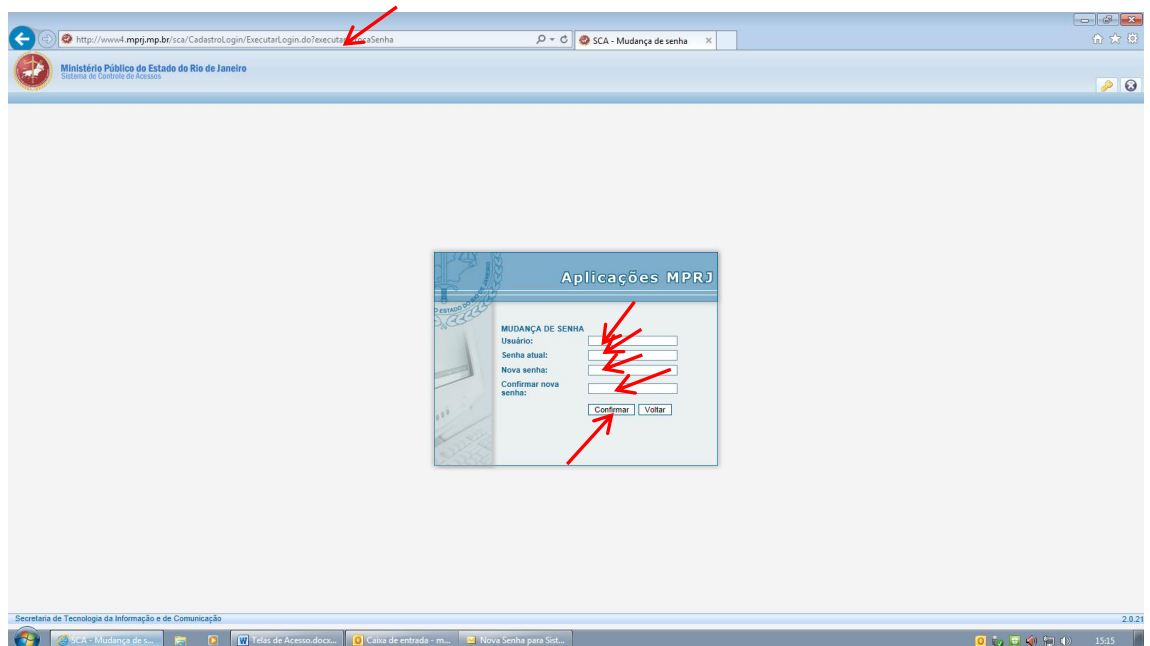 http://www4.mprj.mp.br/sca/CadastroLogin/ExecutarLogin.do?executar ocaSenha
SCA - Mudança de senha
Ministério Público do Estado do Rio de Janeiro
Sistema de Controle de Acessos
Aplicações MPRJ
MUDANÇA DE SENHA
Usuário:
Senha atual:
Nova senha:
Confirmar nova
senha:
Confirmar
Voltar
Secretaria de Tecnologia da Informação e de Comunicação
2.0.21
SCA - Mudança de s...
Telas de Acesso.docx...
Caixa de entrada - m...
Nova Senha para Sist...
15:15